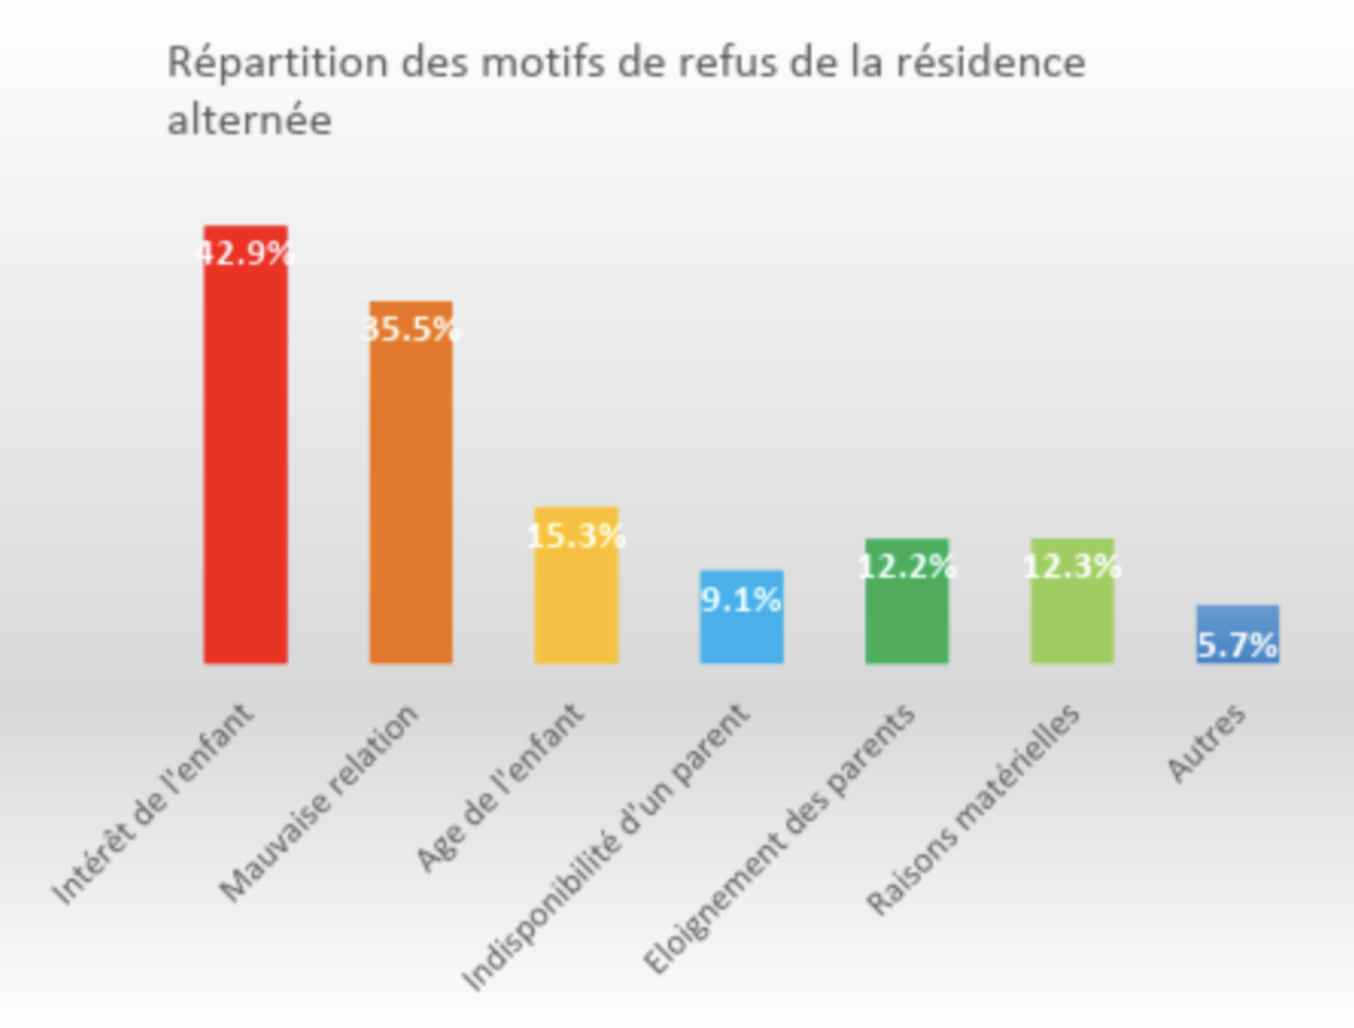 Répartition des motifs de refus de la résidence
alternée
42.9%
35.5%
15.3%
9.1%
12.2%
12.3%
5.7%
Intérêt de l'enfant
Mauvaise relation
Age de l'enfant
Indisponibilité d'un parent
Eloignement des parents
Raisons matérielles
Autres